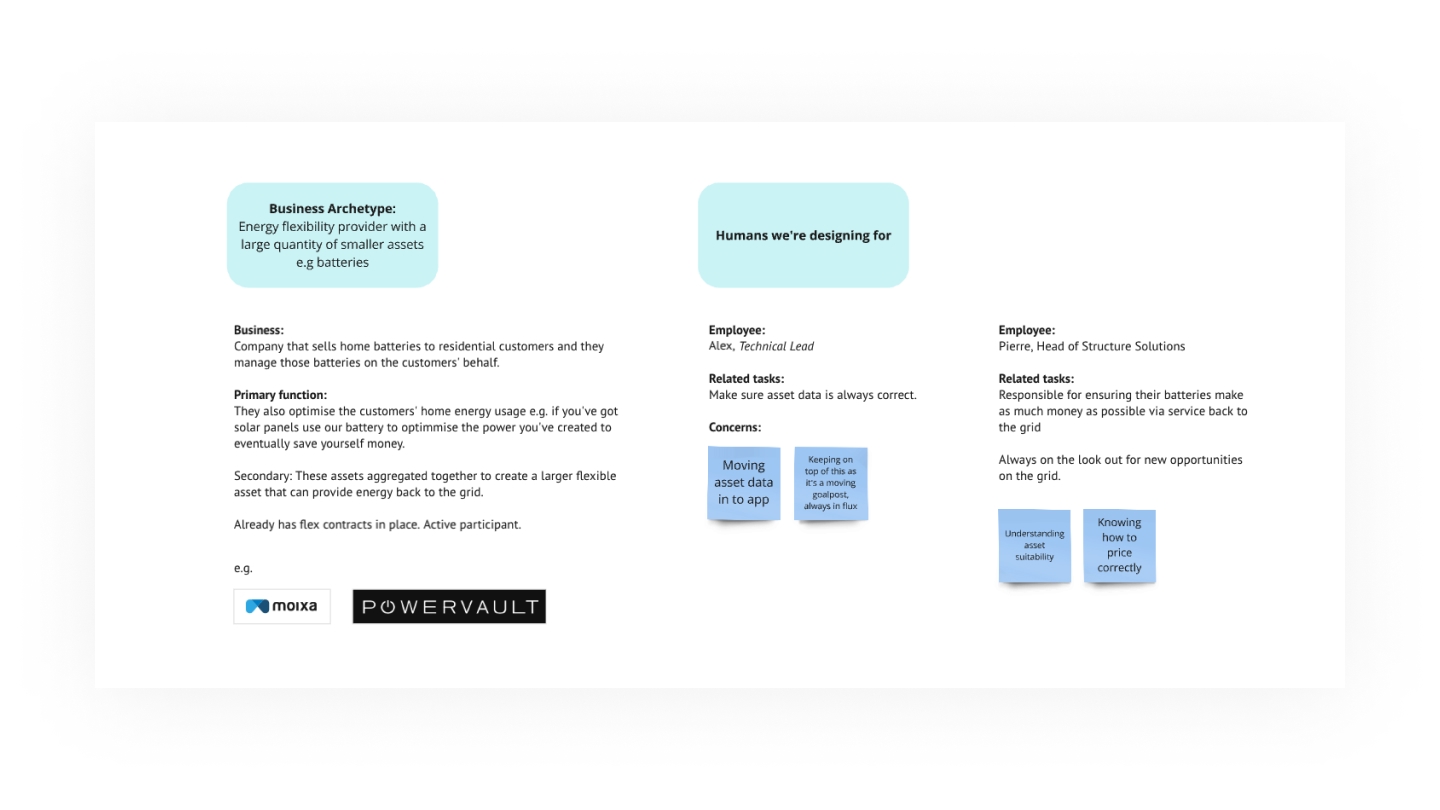 Business Archetype:
Energy flexibility provider with a
large quantity of smaller assets
e.g batteries
Humans we're designing for
Business:
Company that sells home batteries to residential customers and they
manage those batteries on the customers' behalf.
Primary function:
They also optimise the customers' home energy usage e.g. if you've got
solar panels use our battery to optimmise the power you've created to
eventually save yourself money.
Secondary: These assets aggregated together to create a larger flexible
asset that can provide energy back to the grid.
Already has flex contracts in place. Active participant.
e.g.
moixa
POWERVAULT
Employee:
Alex, Technical Lead
Related tasks:
Make sure asset data is always correct.
Concerns:
Moving
asset data
in to app
Keeping on
top of this as
it's a moving
goalpost,
always in flux
Employee:
Pierre, Head of Structure Solutions
Related tasks:
Responsible for ensuring their batteries make
as much money as possible via service back to
the grid
Always on the look out for new opportunities
on the grid.
Understanding
asset
suitability
Knowing
how to
price
correctly